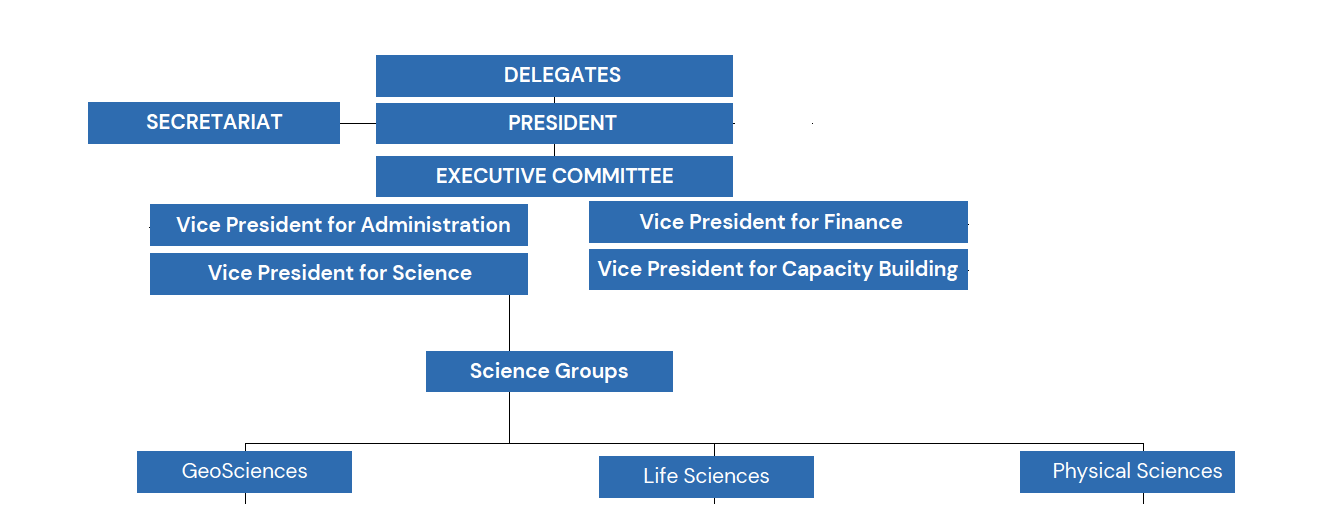 DELEGATES
SECRETARIAT
PRESIDENT
EXECUTIVE COMMITTEE
Vice President for Administration
Vice President for Finance
Vice President for Science
Vice President for Capacity Building
Science Groups
GeoSciences
Life Sciences
Physical Sciences